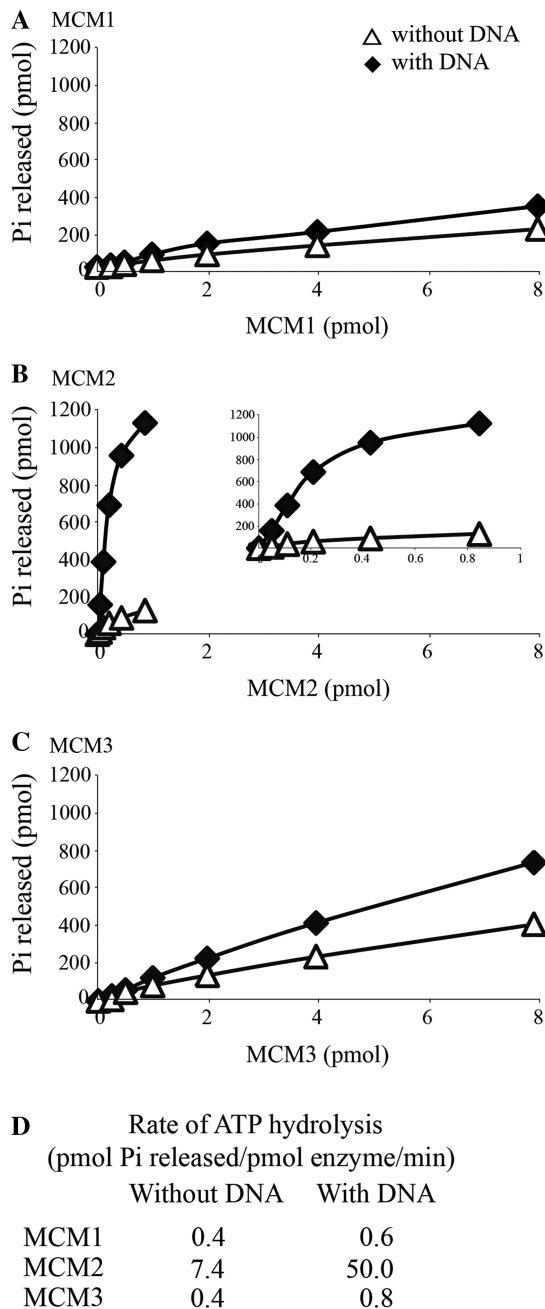 A MCM1
without DNA
with DNA
Pi released (pmol)
1200
1000
800
600
400
200
0
0 2 4 6 8
MCM1 (pmol)
B MCM2
Pi released (pmol)
1200
1000
800
600
400
200
0
0 2 4 6 8
1200
1000
800
600
400
200
0 0.2 0.4 0.6 0.8 1
MCM2 (pmol)
C MCM3
Pi released (pmol)
1200
1000
800
600
400
200
0
0 2 4 6 8
MCM3 (pmol)
D Rate of ATP hydrolysis
(pmol Pi released/pmol enzyme/min)
Without DNA With DNA
MCM1 0.4 0.6
MCM2 7.4 50.0
MCM3 0.4 0.8